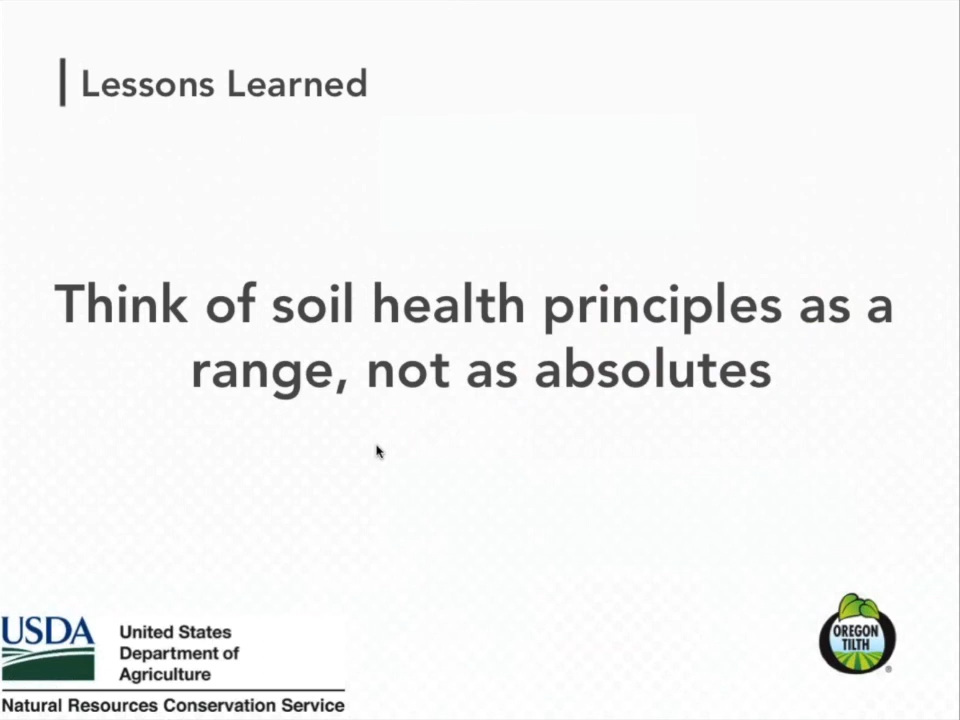 Lessons Learned
Think of soil health principles as a
range, not as absolutes
USDA
United States
Department of
Agriculture
Natural Resources Conservation Service
OREGON
TILTH
®